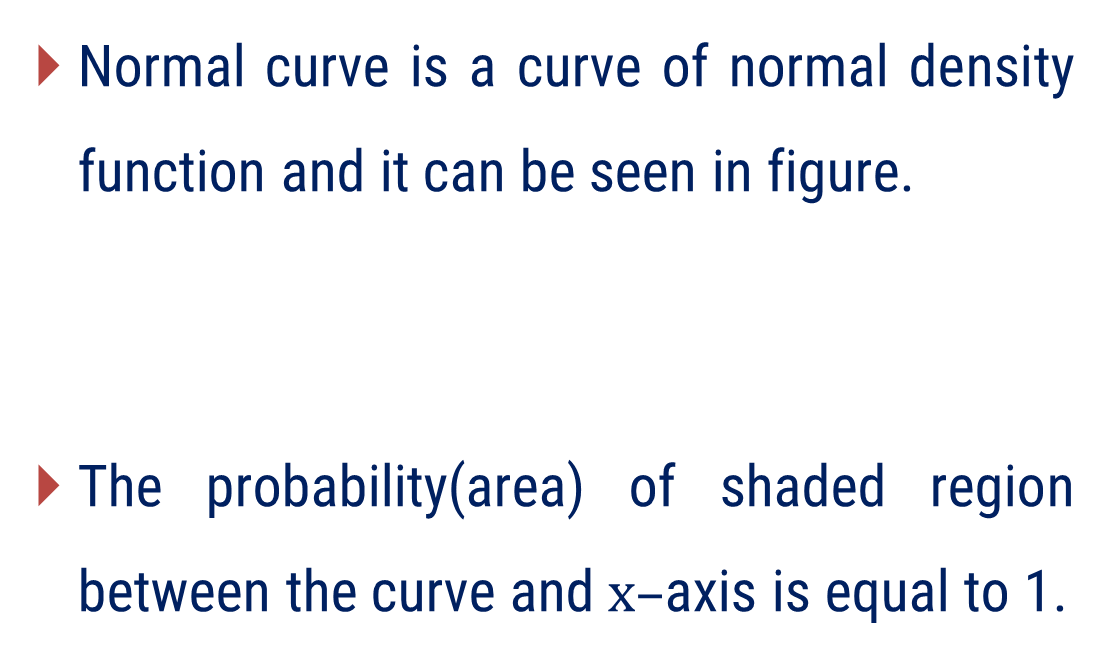 Normal curve is a curve of normal density
function and it can be seen in figure.
The probability(area) of shaded region
between the curve and x–axis is equal to 1.